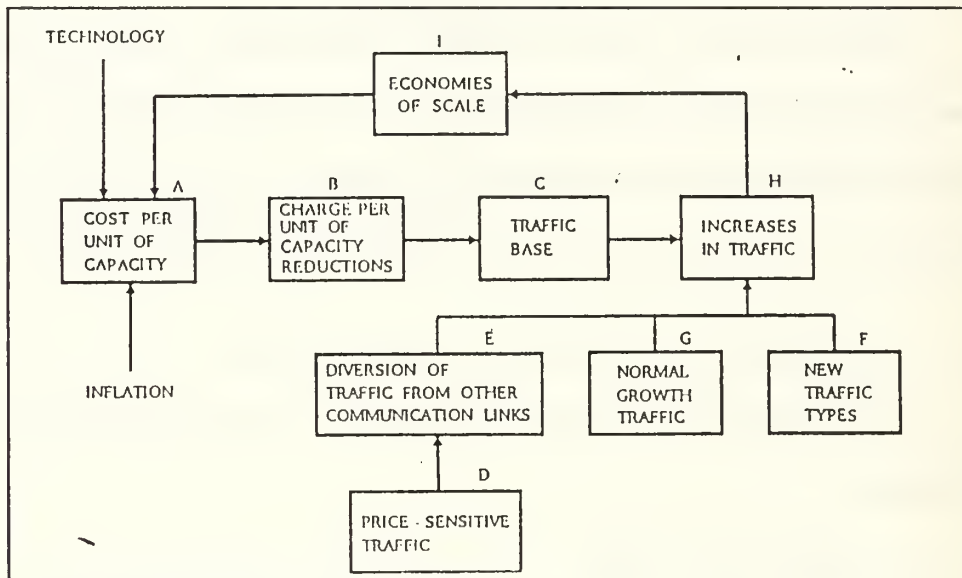 TECHNOLOGY
I
ECONOMIES
OF SCALE
A
COST PER
UNIT OF
CAPACITY
B
CHARGE PER
UNIT OF
CAPACITY
REDUCTIONS
C
TRAFFIC
BASE
H
INCREASES
IN TRAFFIC
INFLATION
E
DIVERSION OF
TRAFFIC FROM OTHER
COMMUNICATION LINKS
G
NORMAL
GROWTH
TRAFFIC
F
NEW
TRAFFIC
TYPES
D
PRICE - SENSITIVE
TRAFFIC